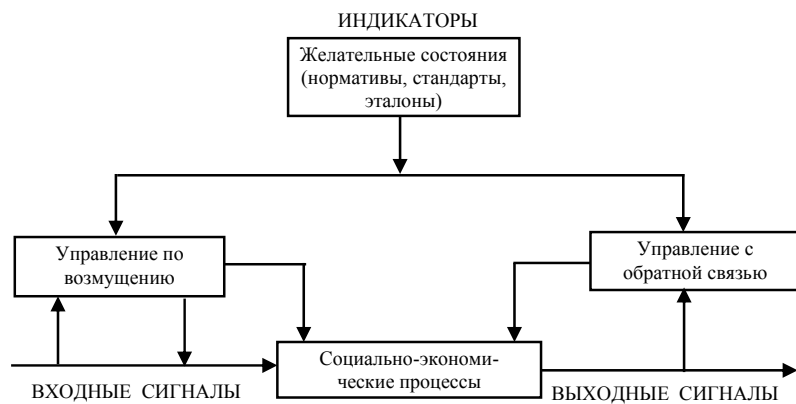 ИНДИКАТОРЫ
Желательные состояния
(нормативы, стандарты,
эталоны)
Управление по
возмущению
Управление с
обратной связью
Социально-экономи-
ческие процессы
ВХОДНЫЕ СИГНАЛЫ
ВЫХОДНЫЕ СИГНАЛЫ